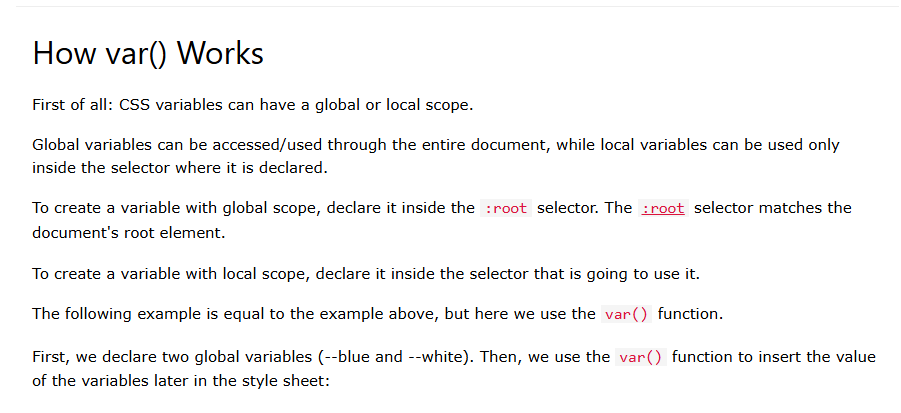 How var() Works
First of all: CSS variables can have a global or local scope.
Global variables can be accessed/used through the entire document, while local variables can be used only
inside the selector where it is declared.
To create a variable with global scope, declare it inside the :root selector. The :root selector matches the
document's root element.
To create a variable with local scope, declare it inside the selector that is going to use it.
The following example is equal to the example above, but here we use the var() function.
First, we declare two global variables (--blue and --white). Then, we use the var() function to insert the value
of the variables later in the style sheet: